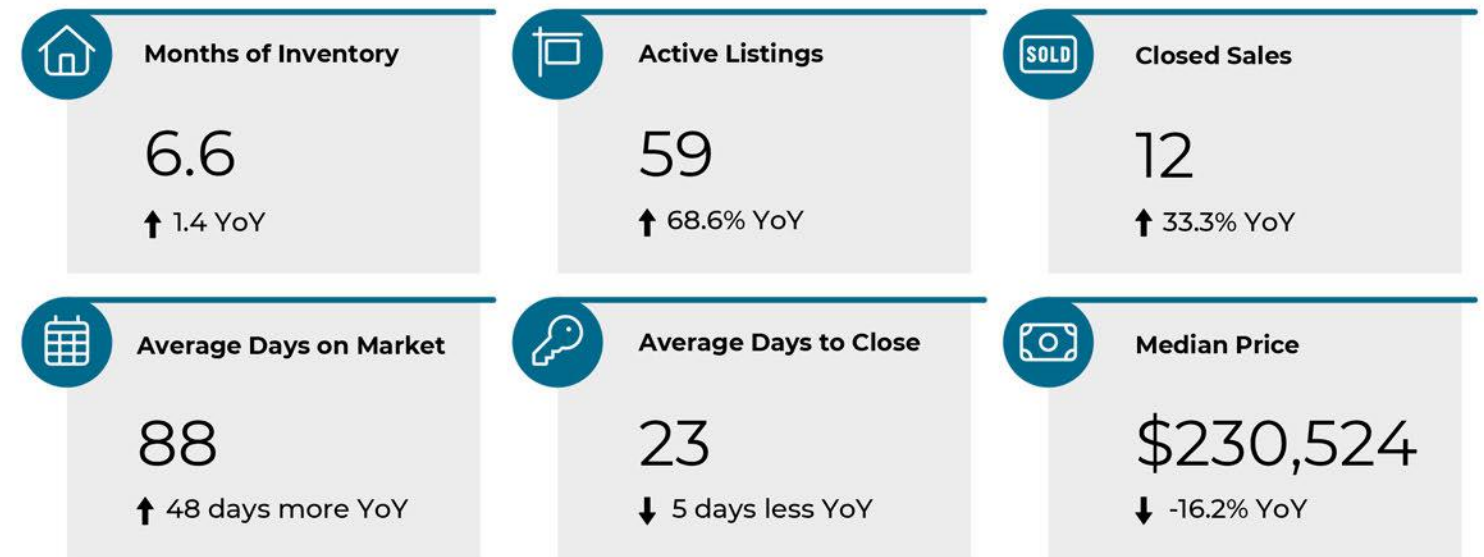 Months of Inventory
6.6
↑ 1.4 YoY
Active Listings
59
↑ 68.6% YoY
SOLD
Closed Sales
12
↑ 33.3% YoY
Average Days on Market
88
↑ 48 days more YoY
Average Days to Close
23
↓ 5 days less YoY
Median Price
$230,524
↓ -16.2% YoY